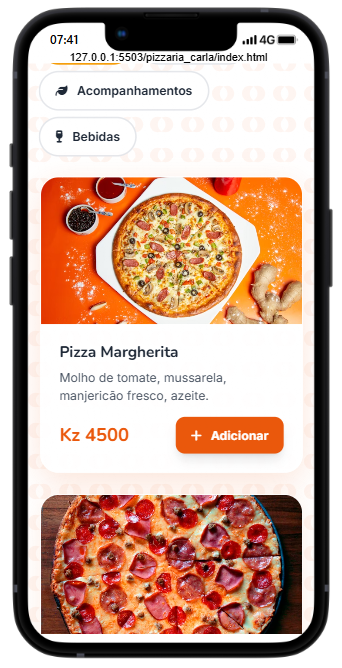 07:41
4G
127.0.0.1:5503/pizzaria_carla/index.html
Acompanhamentos
Bebidas
Pizza Margherita
Molho de tomate, mussarela,
manjericão fresco, azeite.
Kz 4500
+ Adicionar